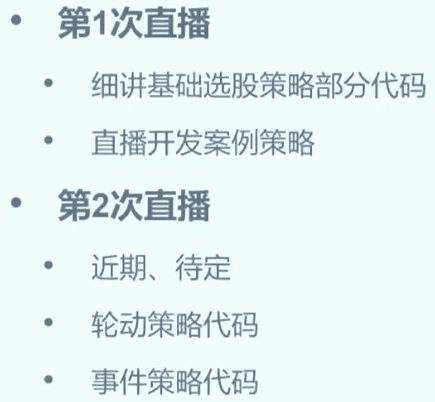 第1次直播
细讲基础选股策略部分代码
直播开发案例策略
第2次直播
近期、待定
轮动策略代码
事件策略代码